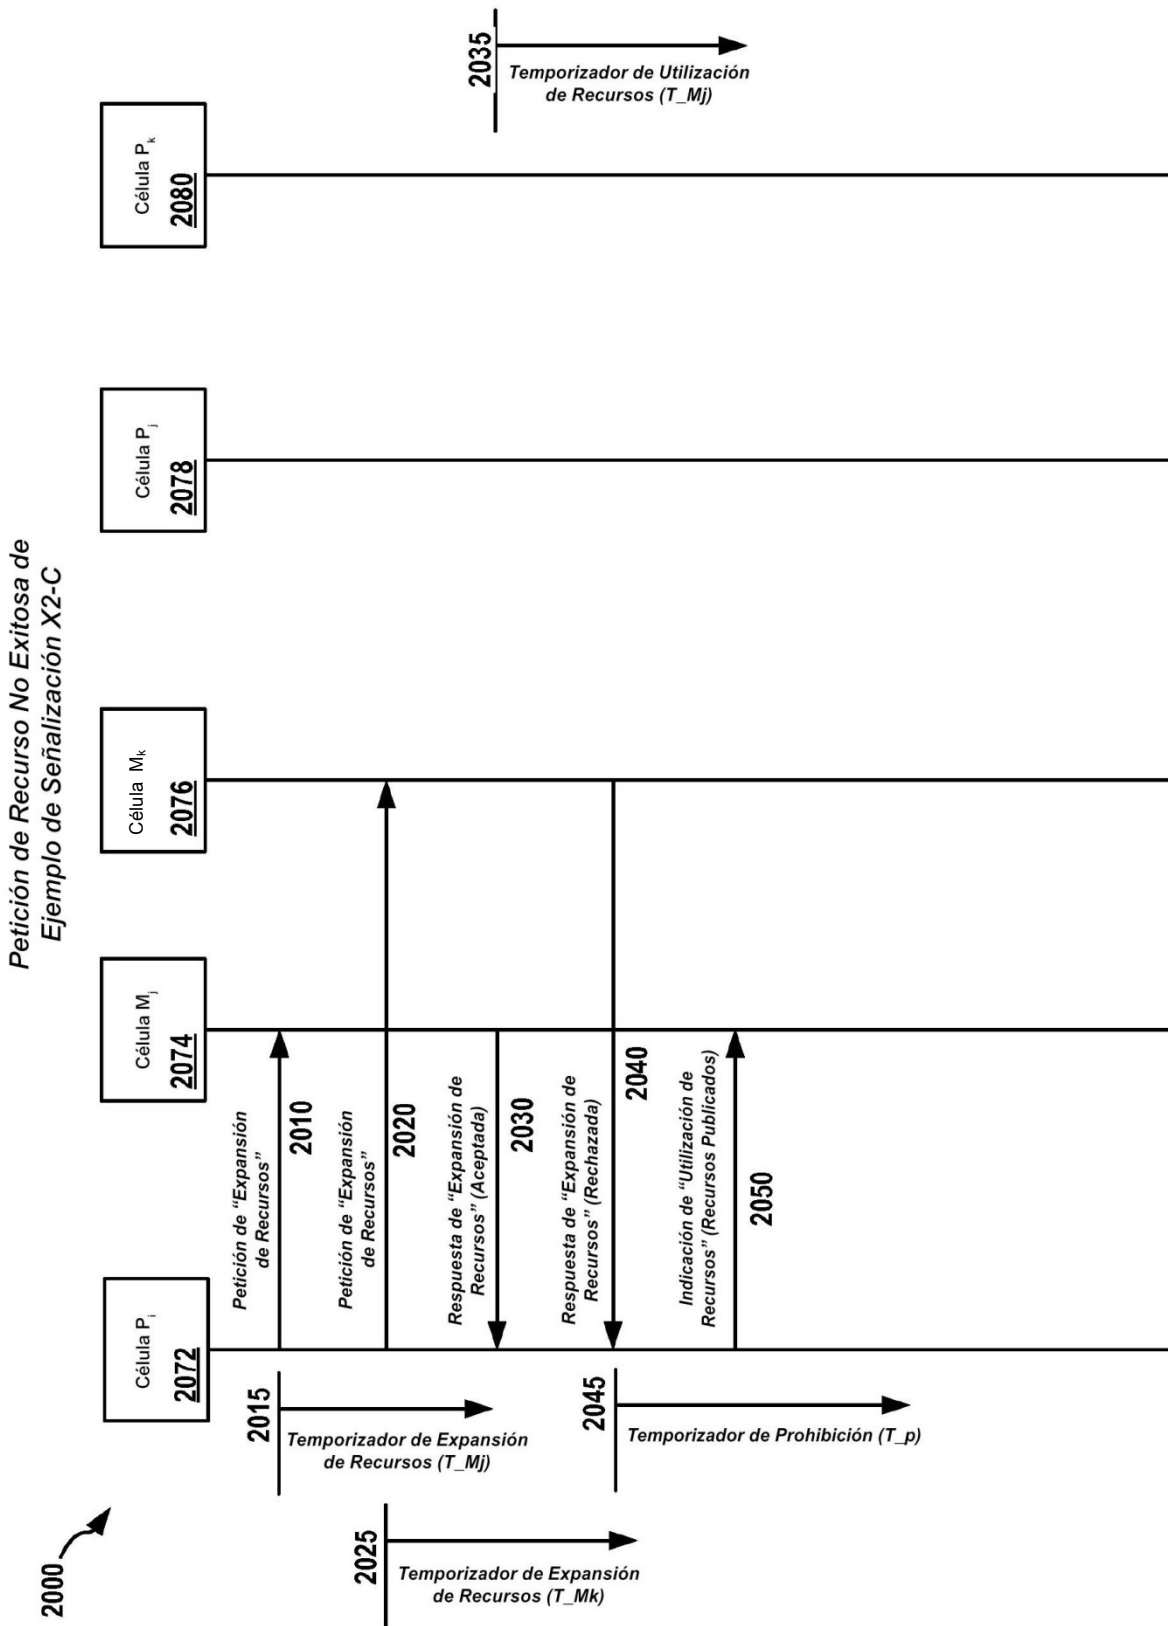 Petición de Recurso No Exitosa de
Ejemplo de Señalización X2-C
2000
Célula Pi
2072
Célula Mj
2074
Célula Mk
2076
Célula Pj
2078
Célula Pk
2080
Petición de “Expansión
de Recursos”
2010
2015
Temporizador de Expansión
de Recursos (T_Mj)
Petición de “Expansión
de Recursos”
2020
2025
Temporizador de Expansión
de Recursos (T_Mk)
Respuesta de “Expansión de
Recursos” (Aceptada)
2030
2035
Temporizador de Utilización
de Recursos (T_Mj)
Respuesta de “Expansión de
Recursos” (Rechazada)
2040
2045
Temporizador de Prohibición (T_p)
Indicación de “Utilización de
Recursos” (Recursos Publicados)
2050